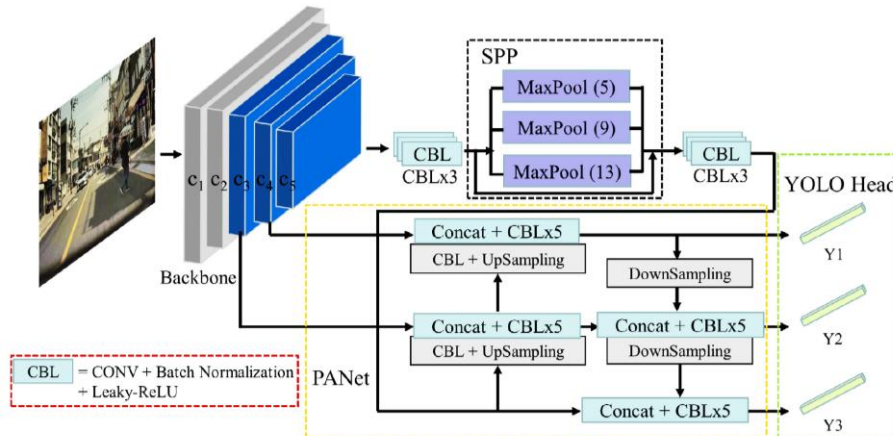 SPP
MaxPool (5)
MaxPool (9)
MaxPool (13)
CBL
CBLx3
CBL
CBLx3
c1
c2
c3
c4
c5
Backbone
YOLO Head
Concat + CBLx5
CBL + UpSampling
DownSampling
Y1
Concat + CBLx5
CBL + UpSampling
Concat + CBLx5
DownSampling
Y2
PANet
Concat + CBLx5
Y3
CBL = CONV + Batch Normalization
+ Leaky-ReLU